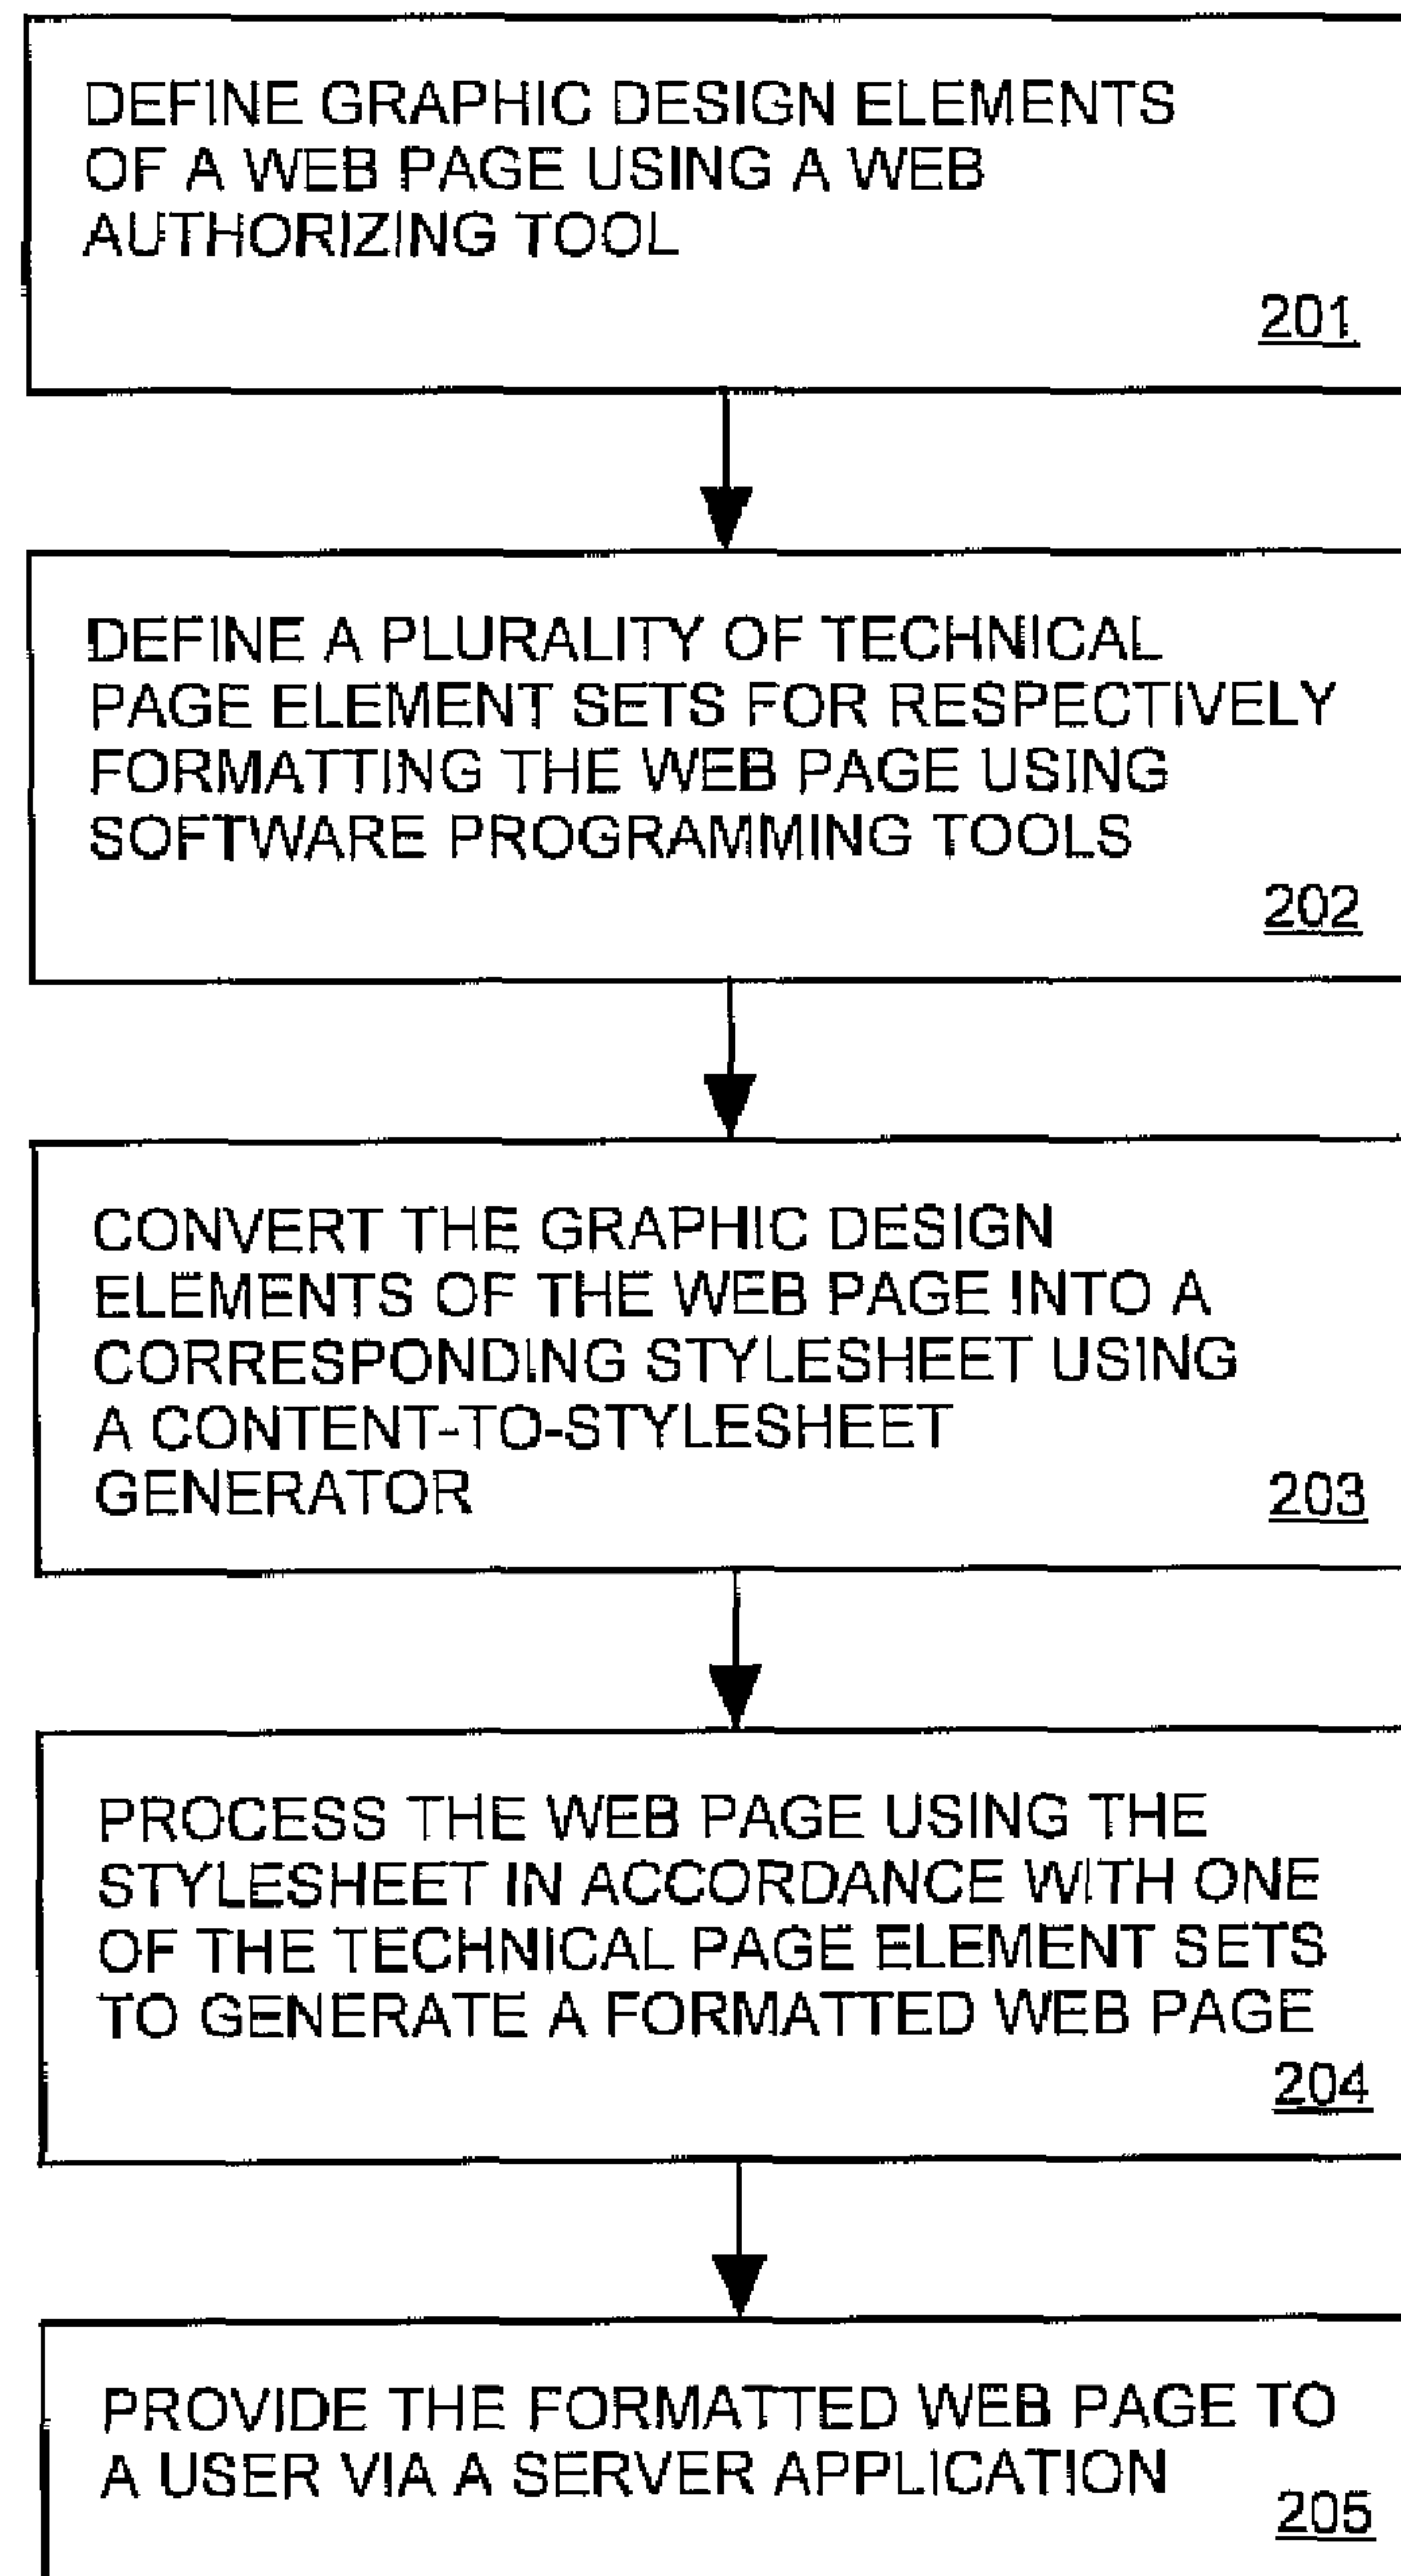 DEFINE GRAPHIC DESIGN ELEMENTS
OF A WEB PAGE USING A WEB
AUTHORIZING TOOL
201
DEFINE A PLURALITY OF TECHNICAL
PAGE ELEMENT SETS FOR RESPECTIVELY
FORMATTING THE WEB PAGE USING
SOFTWARE PROGRAMMING TOOLS
202
CONVERT THE GRAPHIC DESIGN
ELEMENTS OF THE WEB PAGE INTO A
CORRESPONDING STYLESHEET USING
A CONTENT-TO-STYLESHEET
GENERATOR
203
PROCESS THE WEB PAGE USING THE
STYLESHEET IN ACCORDANCE WITH ONE
OF THE TECHNICAL PAGE ELEMENT SETS
TO GENERATE A FORMATTED WEB PAGE
204
PROVIDE THE FORMATTED WEB PAGE TO
A USER VIA A SERVER APPLICATION
205